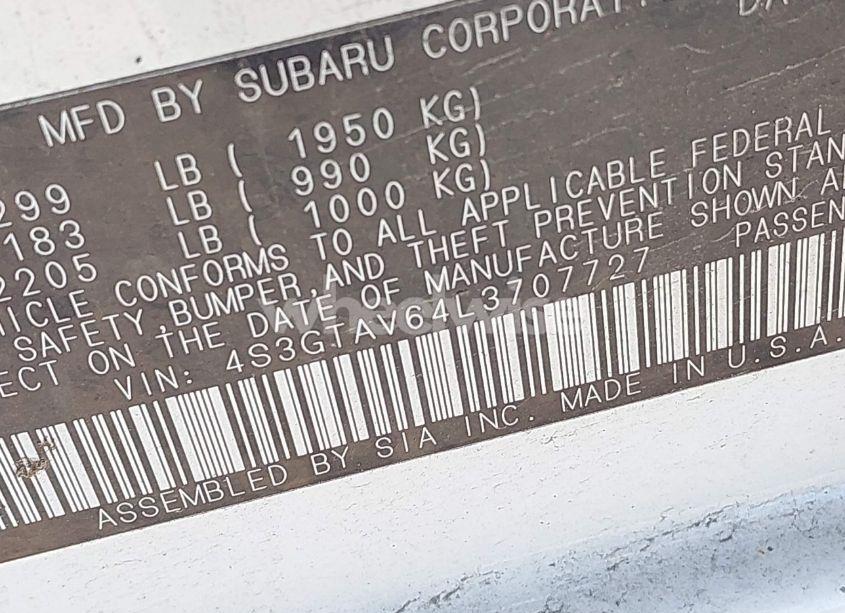 MFD BY SUBARU CORPORAT
299 LB ( 1950 KG)
183 LB ( 990 KG)
2205 LB ( 1000 KG)
HICLE CONFORMS TO ALL APPLICABLE FEDERAL
SAFETY,BUMPER,AND THEFT PREVENTION STAN
ECT ON THE DATE OF MANUFACTURE SHOWN A
VIN: 4S3GTAV64L3707727 PASSEN
ASSEMBLED BY SIA INC. MADE IN U.S.A.